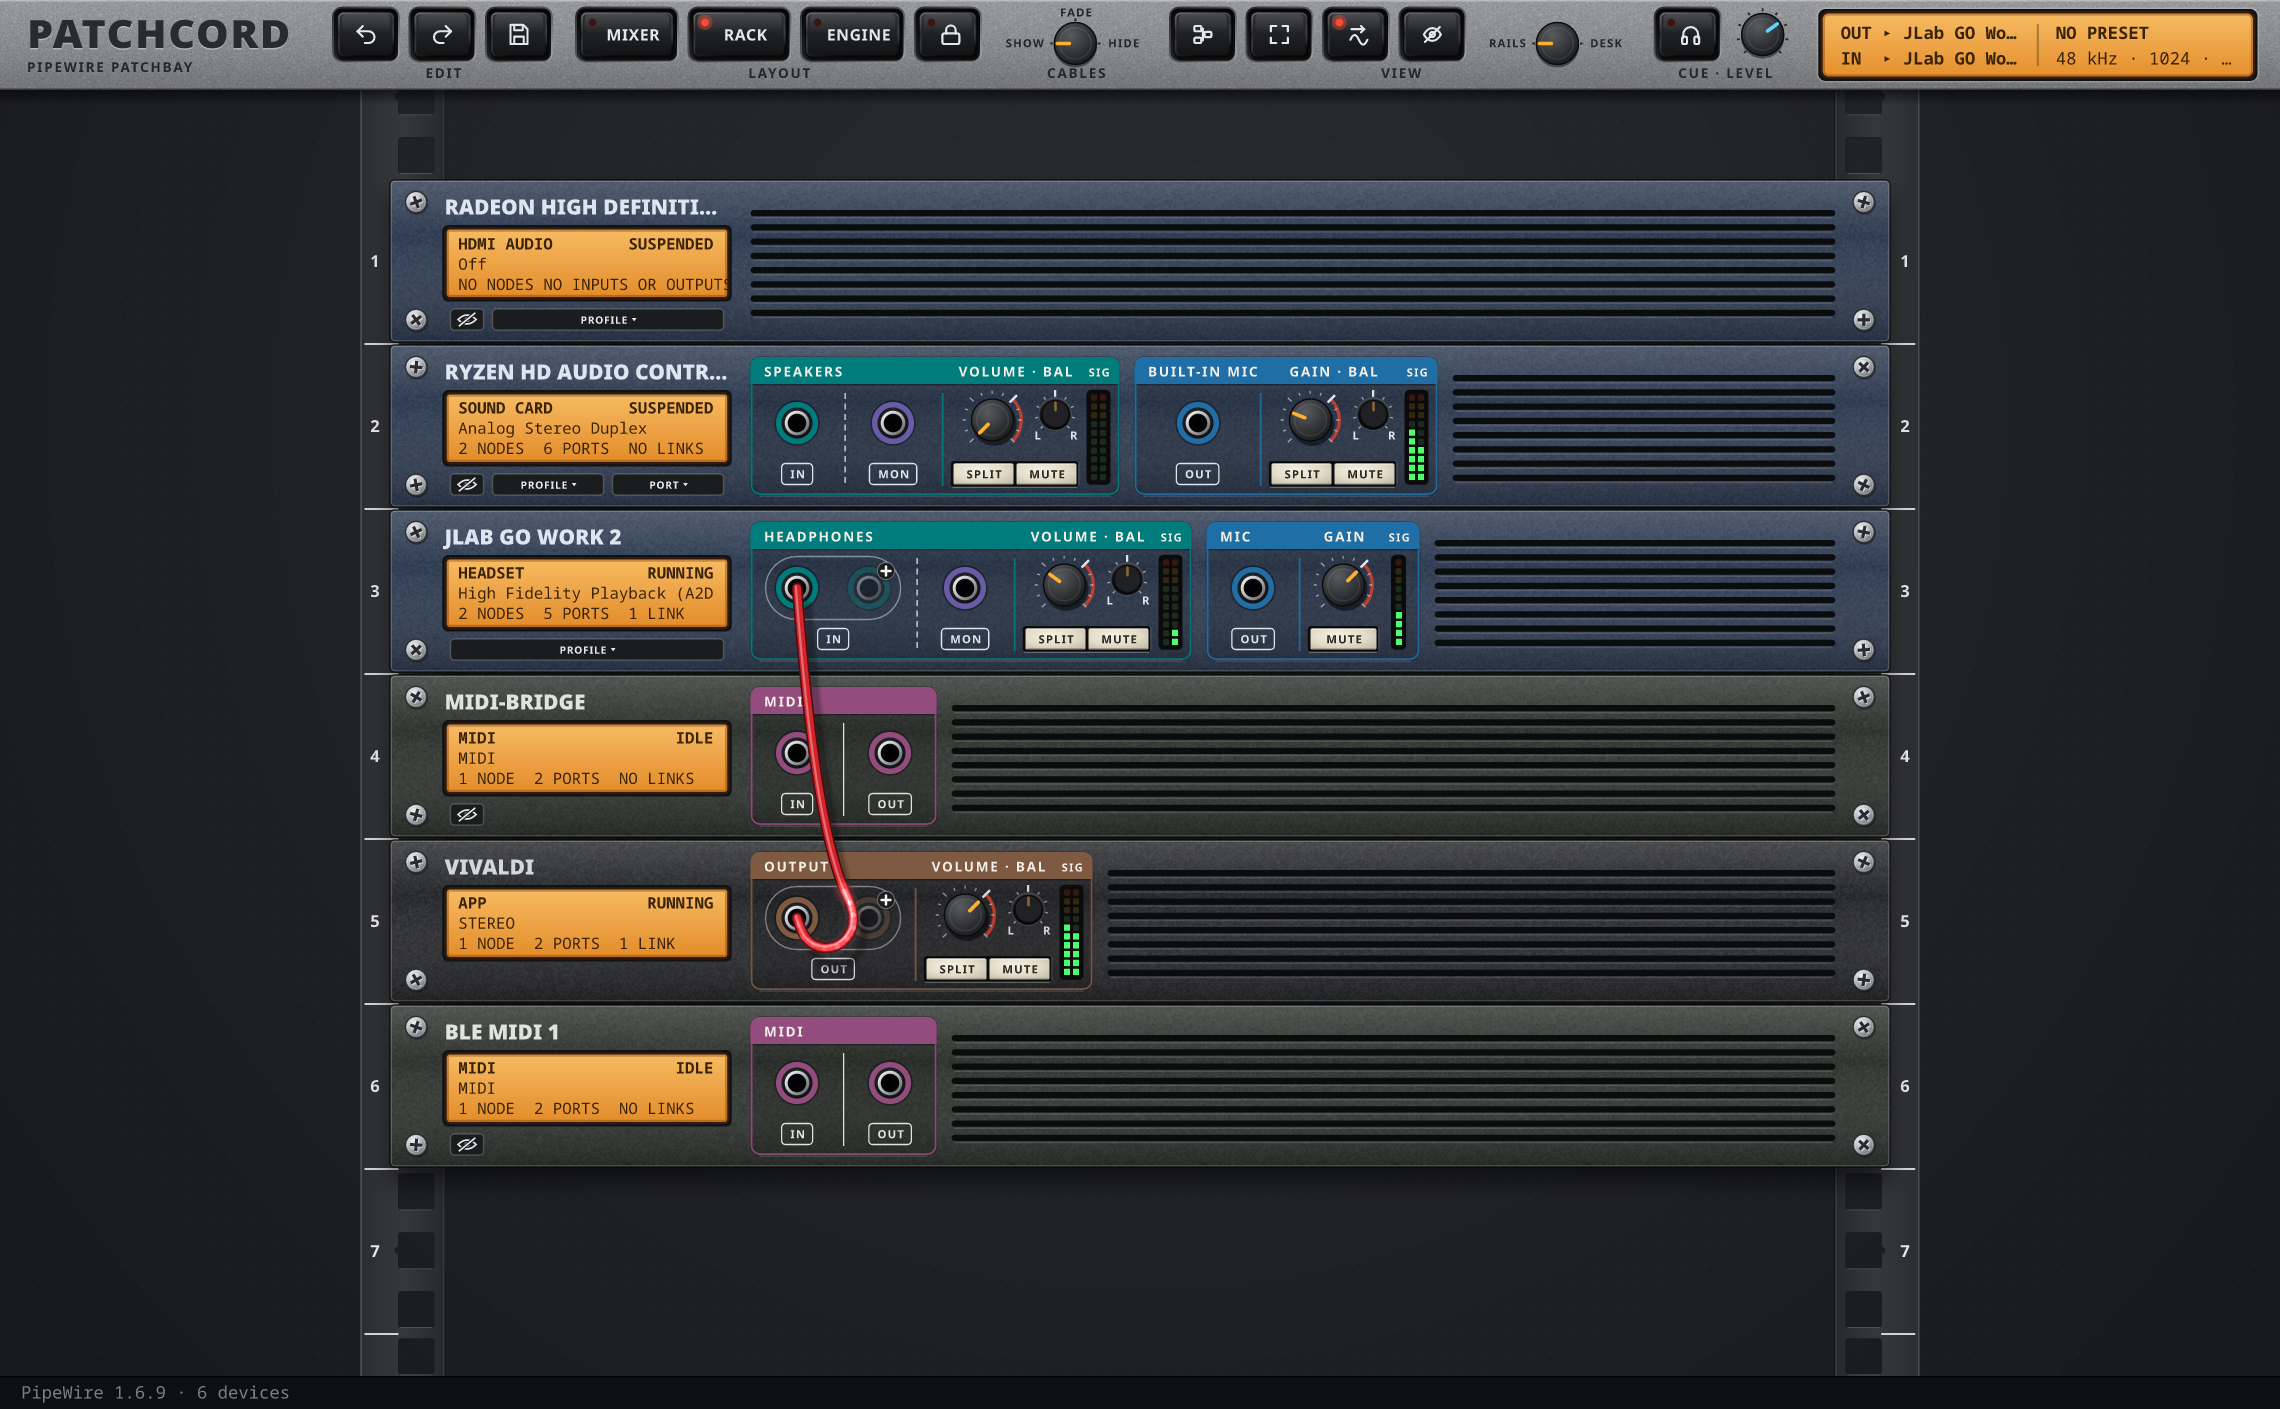 PATCHCORD
PIPEWIRE PATCHBAY
EDIT
MIXER
RACK
ENGINE
LAYOUT
FADE
SHOW
HIDE
CABLES
VIEW
RAILS
DESK
CUE · LEVEL
OUT ▸ JLab GO Wo…
IN ▸ JLab GO Wo…
NO PRESET
48 kHz · 1024 · …
1
RADEON HIGH DEFINITI…
HDMI AUDIO SUSPENDED
Off
NO NODES NO INPUTS OR OUTPUTS
PROFILE ▾
1
2
RYZEN HD AUDIO CONTR…
SOUND CARD SUSPENDED
Analog Stereo Duplex
2 NODES 6 PORTS NO LINKS
PROFILE ▾
PORT ▾
SPEAKERS VOLUME · BAL SIG
L R
IN
MON
SPLIT
MUTE
BUILT-IN MIC GAIN · BAL SIG
L R
OUT
SPLIT
MUTE
2
3
JLAB GO WORK 2
HEADSET RUNNING
High Fidelity Playback (A2D
2 NODES 5 PORTS 1 LINK
PROFILE ▾
HEADPHONES VOLUME · BAL SIG
L R
IN
MON
SPLIT
MUTE
MIC GAIN SIG
OUT
MUTE
3
4
MIDI-BRIDGE
MIDI IDLE
MIDI
1 NODE 2 PORTS NO LINKS
MIDI
IN
OUT
4
5
VIVALDI
APP RUNNING
STEREO
1 NODE 2 PORTS 1 LINK
OUTPUT VOLUME · BAL SIG
L R
OUT
SPLIT
MUTE
5
6
BLE MIDI 1
MIDI IDLE
MIDI
1 NODE 2 PORTS NO LINKS
MIDI
IN
OUT
6
7
7
PipeWire 1.6.9 · 6 devices